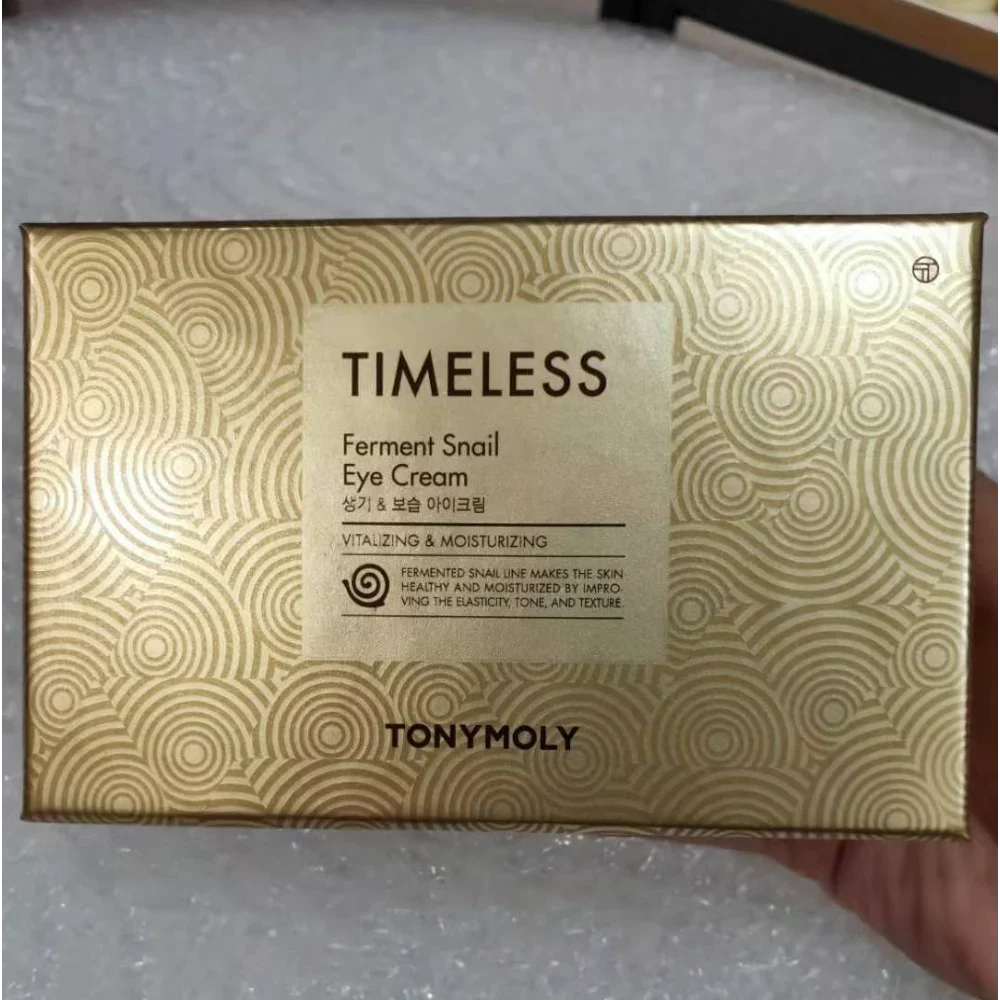 TIMELESS
Ferment Snail
Eye Cream
생기 & 보습 아이크림
VITALIZING & MOISTURIZING
FERMENTED SNAIL LINE MAKES THE SKIN
HEALTHY AND MOISTURIZED BY IMPRO-
VING THE ELASTICITY, TONE, AND TEXTURE.
TONYMOLY